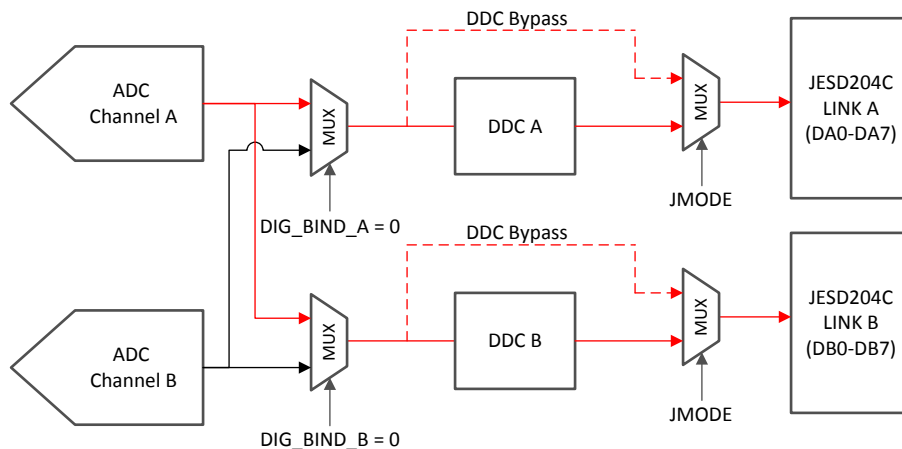 DDC Bypass
ADC
Channel A
MUX
DDC A
MUX
JESD204C
LINK A
(DA0-DA7)
DIG_BIND_A = 0
JMODE
DDC Bypass
ADC
Channel B
MUX
DDC B
MUX
JESD204C
LINK B
(DB0-DB7)
DIG_BIND_B = 0
JMODE